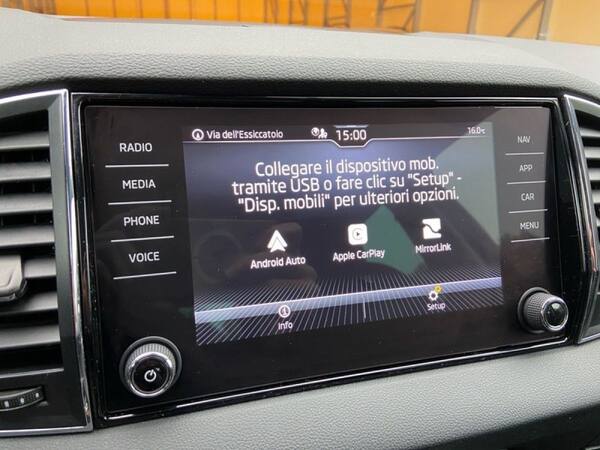 RADIO
MEDIA
PHONE
VOICE
Via dell'Essiccatoio 15:00 16.0°C
Collegare il dispositivo mob.
tramite USB o fare clic su "Setup" -
"Disp. mobili" per ulteriori opzioni.
Android Auto Apple CarPlay MirrorLink
Info Setup
NAV
APP
CAR
MENU